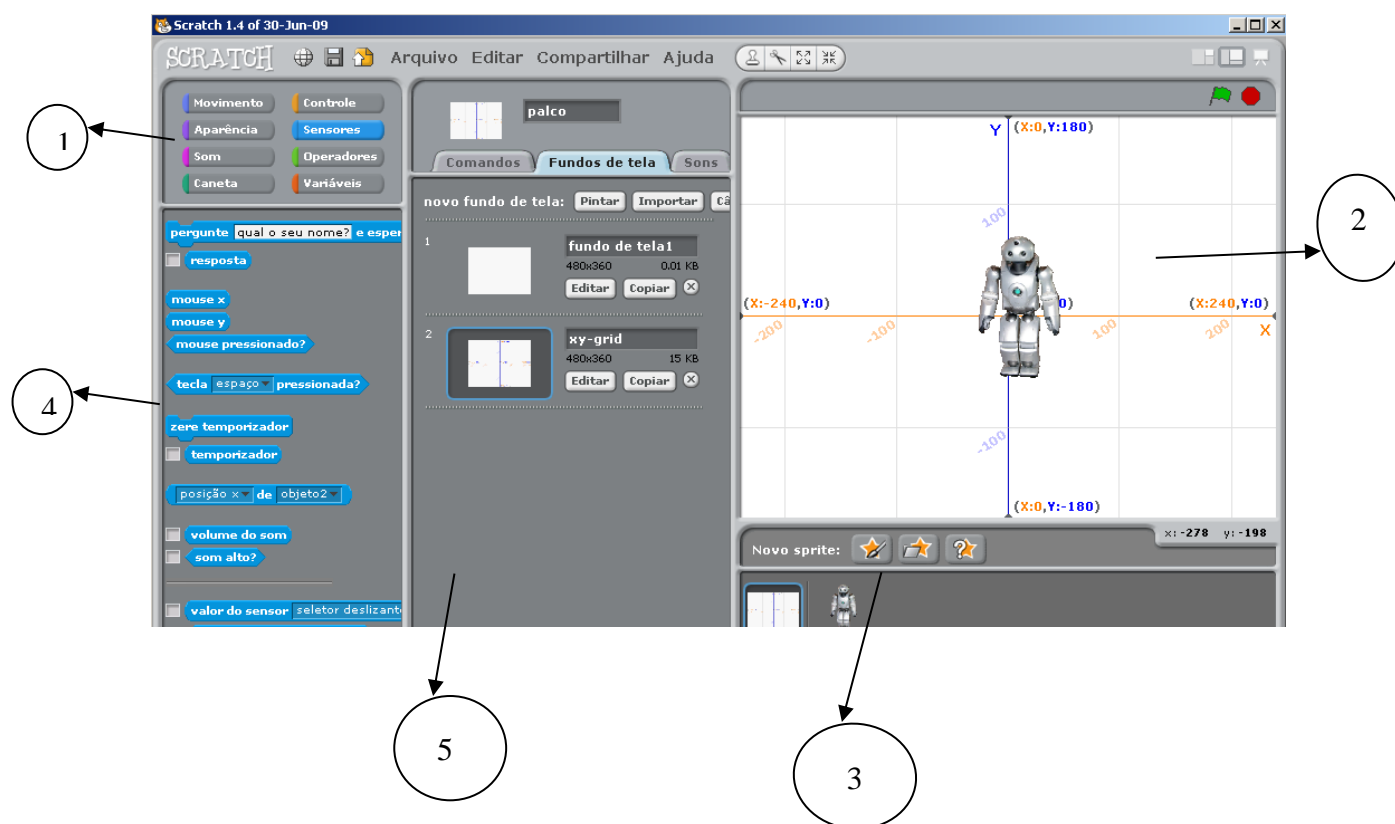 Scratch 1.4 of 30-Jun-09
SCRATCH Arquivo Editar Compartilhar Ajuda
Movimento Controle
Aparência Sensores
Som Operadores
Caneta Variáveis
1
pergunte qual o seu nome? e esper
resposta
mouse x
mouse y
mouse pressionado?
tecla espaço pressionada?
4
zere temporizador
temporizador
posição x de objeto2
volume do som
som alto?
valor do sensor seletor deslizant
palco
Comandos Fundos de tela Sons
novo fundo de tela: Pintar Importar Câ
1
fundo de tela1
480x360 0.01 KB
Editar Copiar
2
xy-grid
480x360 15 KB
Editar Copiar
5
Y (X:0,Y:180)
100
2
(X:-240,Y:0) 0) (X:240,Y:0)
-200 -100 100 200 X
-100
(X:0,Y:-180)
x: -278 y: -198
Novo sprite:
3